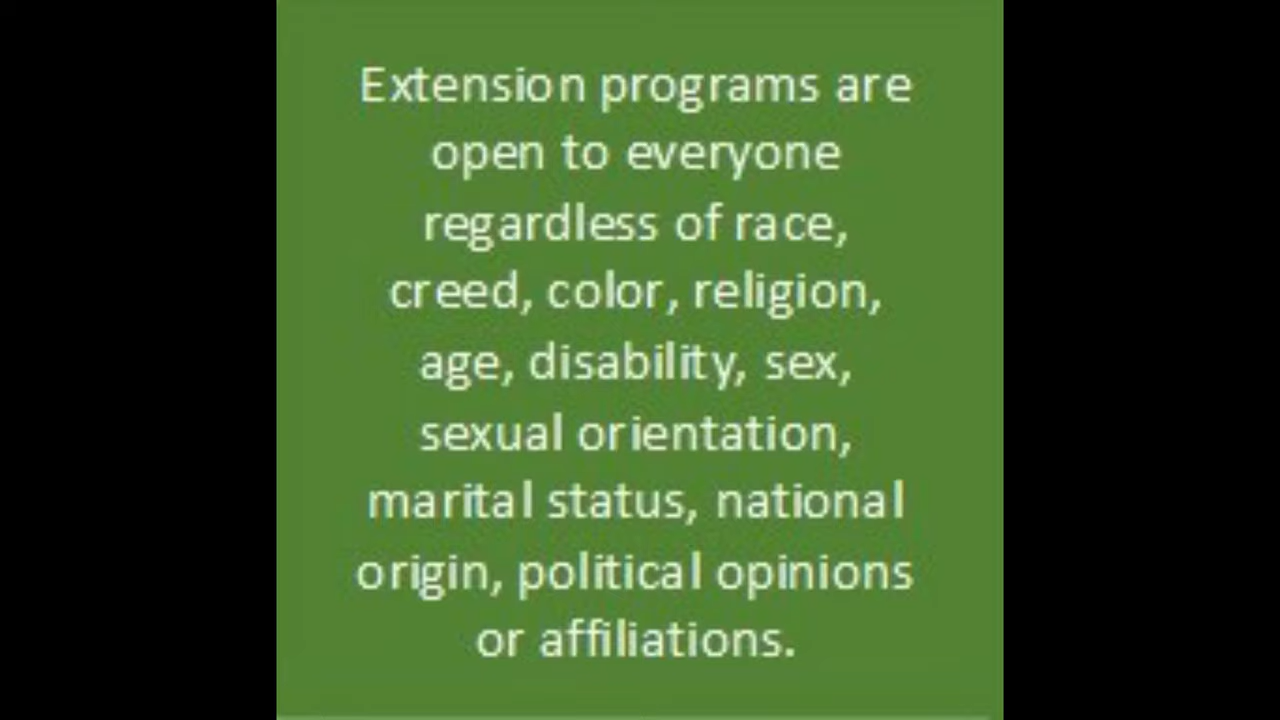 Extension programs are
open to everyone
regardless of race,
creed, color, religion,
age, disability, sex,
sexual orientation,
marital status, national
origin, political opinions
or affiliations.